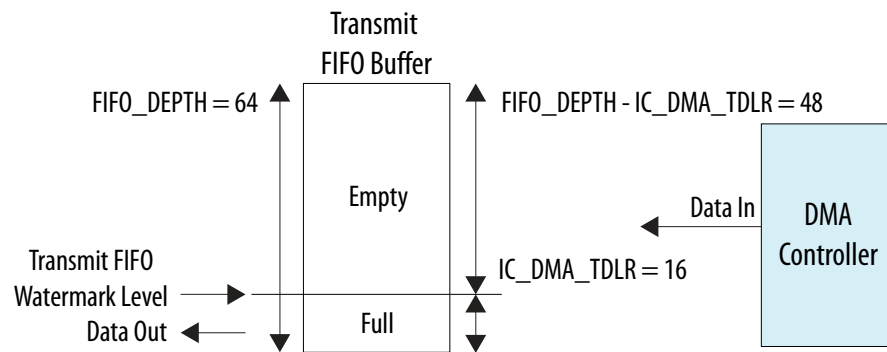 Transmit
FIFO Buffer
FIFO_DEPTH = 64
FIFO_DEPTH - IC_DMA_TDLR = 48
Empty
Data In
DMA
Controller
Transmit FIFO
Watermark Level
IC_DMA_TDLR = 16
Data Out
Full